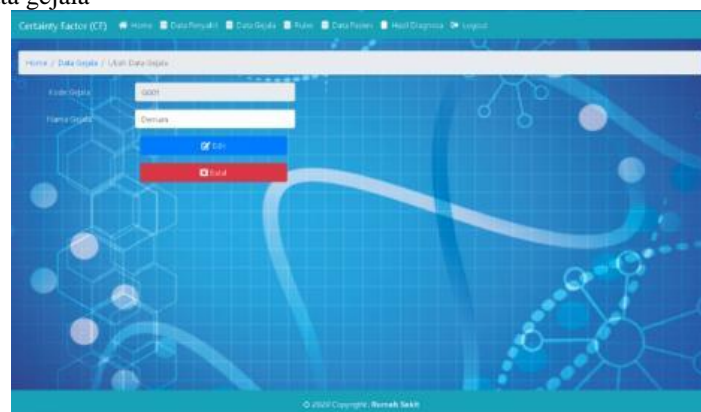 ta gejala
Certainty Factor (CF) Home Data Penyakit Data Gejala Rules Data Pasien Hasil Diagnosa Logout
Home / Data Gejala / Ubah Data Gejala
Kode Gejala G001
Nama Gejala Demam
Edit
Batal
© 2020 Copyright: Rumah Sakit